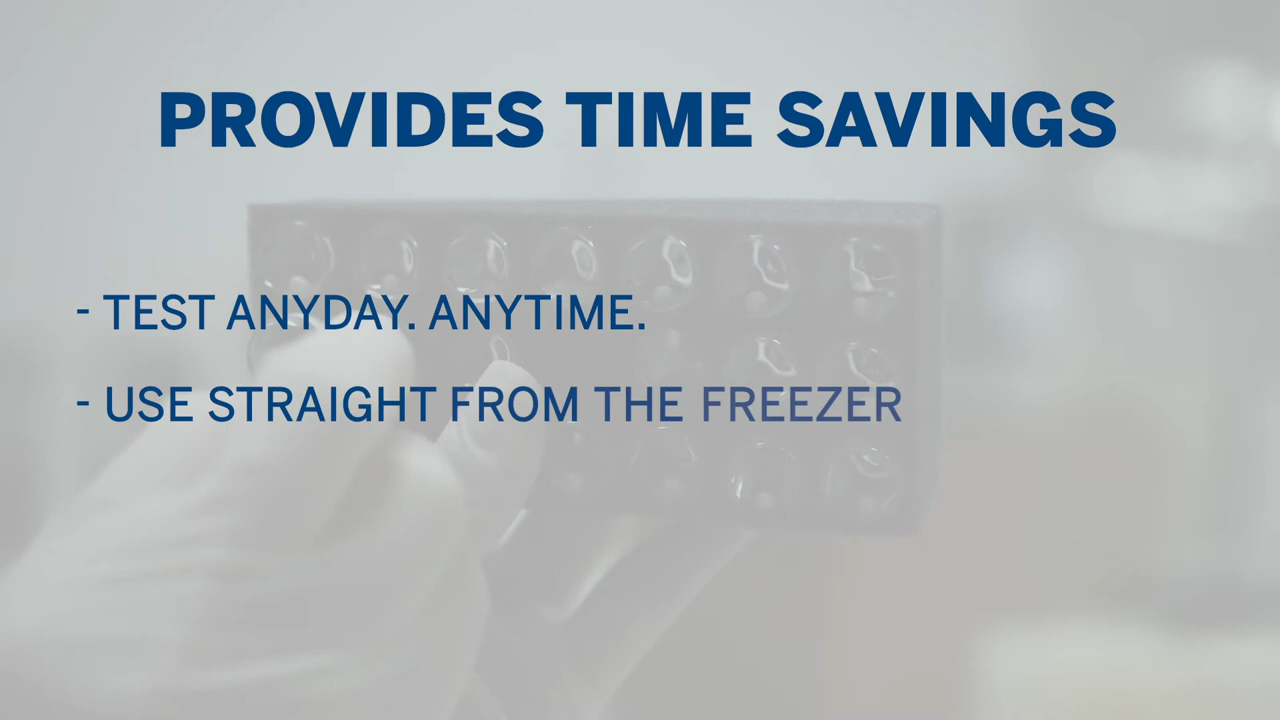 PROVIDES TIME SAVINGS
- TEST ANYDAY. ANYTIME.
- USE STRAIGHT FROM THE FREEZER